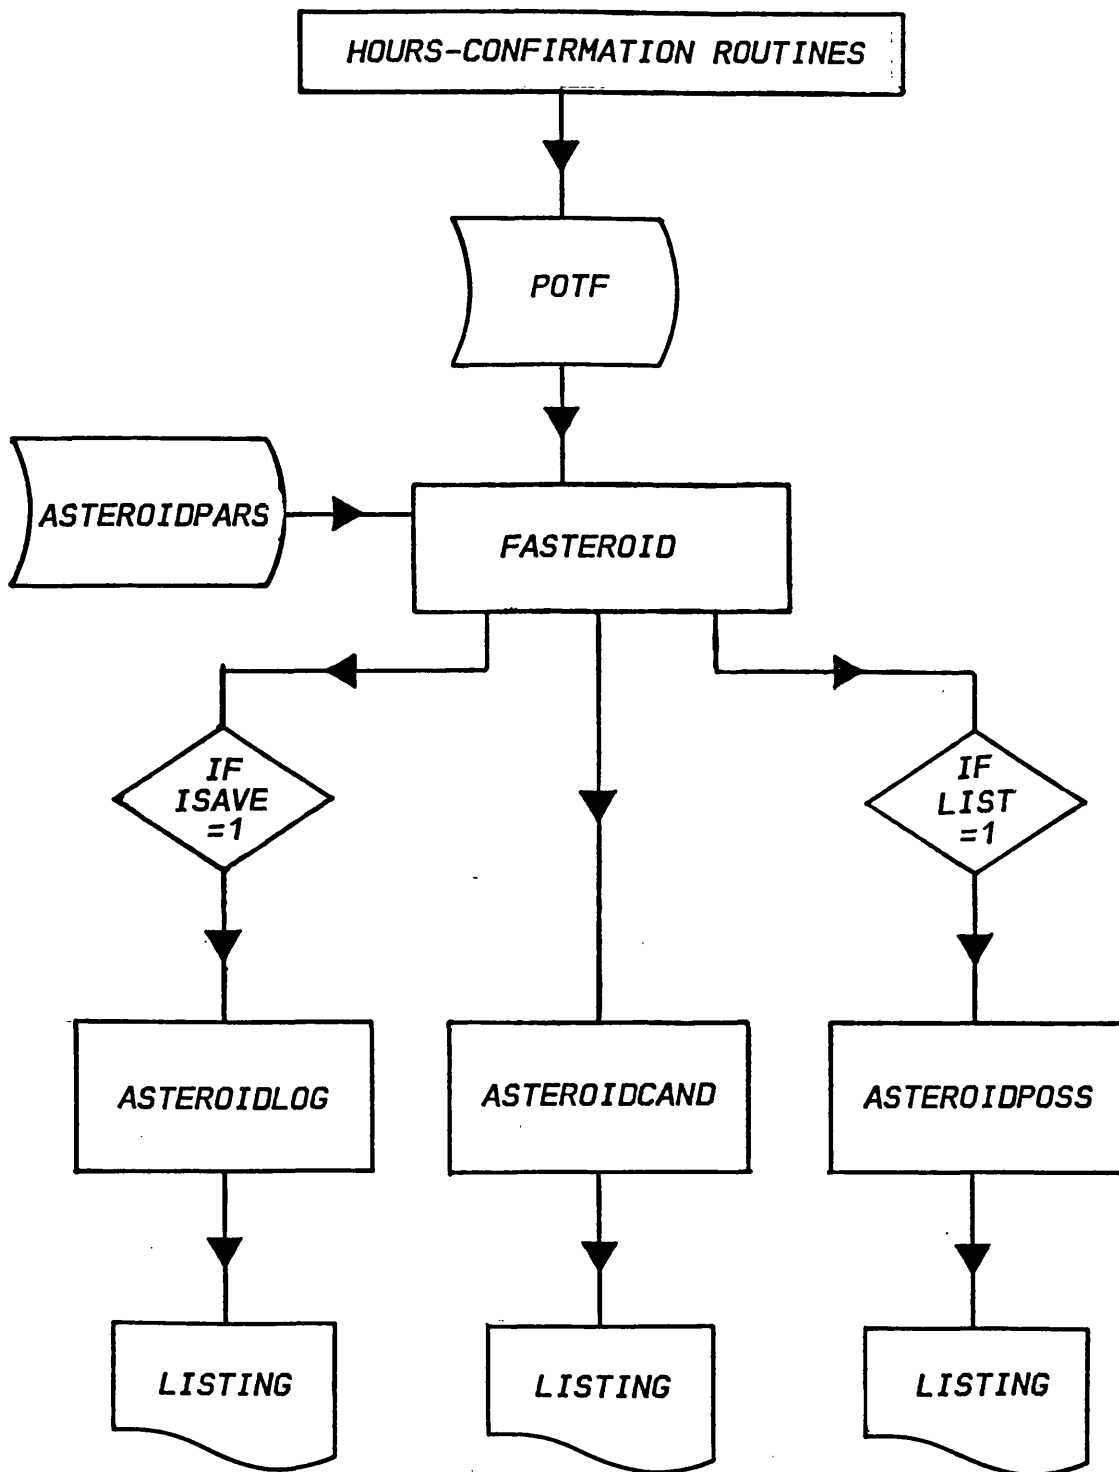 HOURS-CONFIRMATION ROUTINES
POTF
ASTEROIDPARS
FASTEROID
IF
ISAVE
=1
IF
LIST
=1
ASTEROIDLOG
ASTEROIDCAND
ASTEROIDPOSS
LISTING
LISTING
LISTING